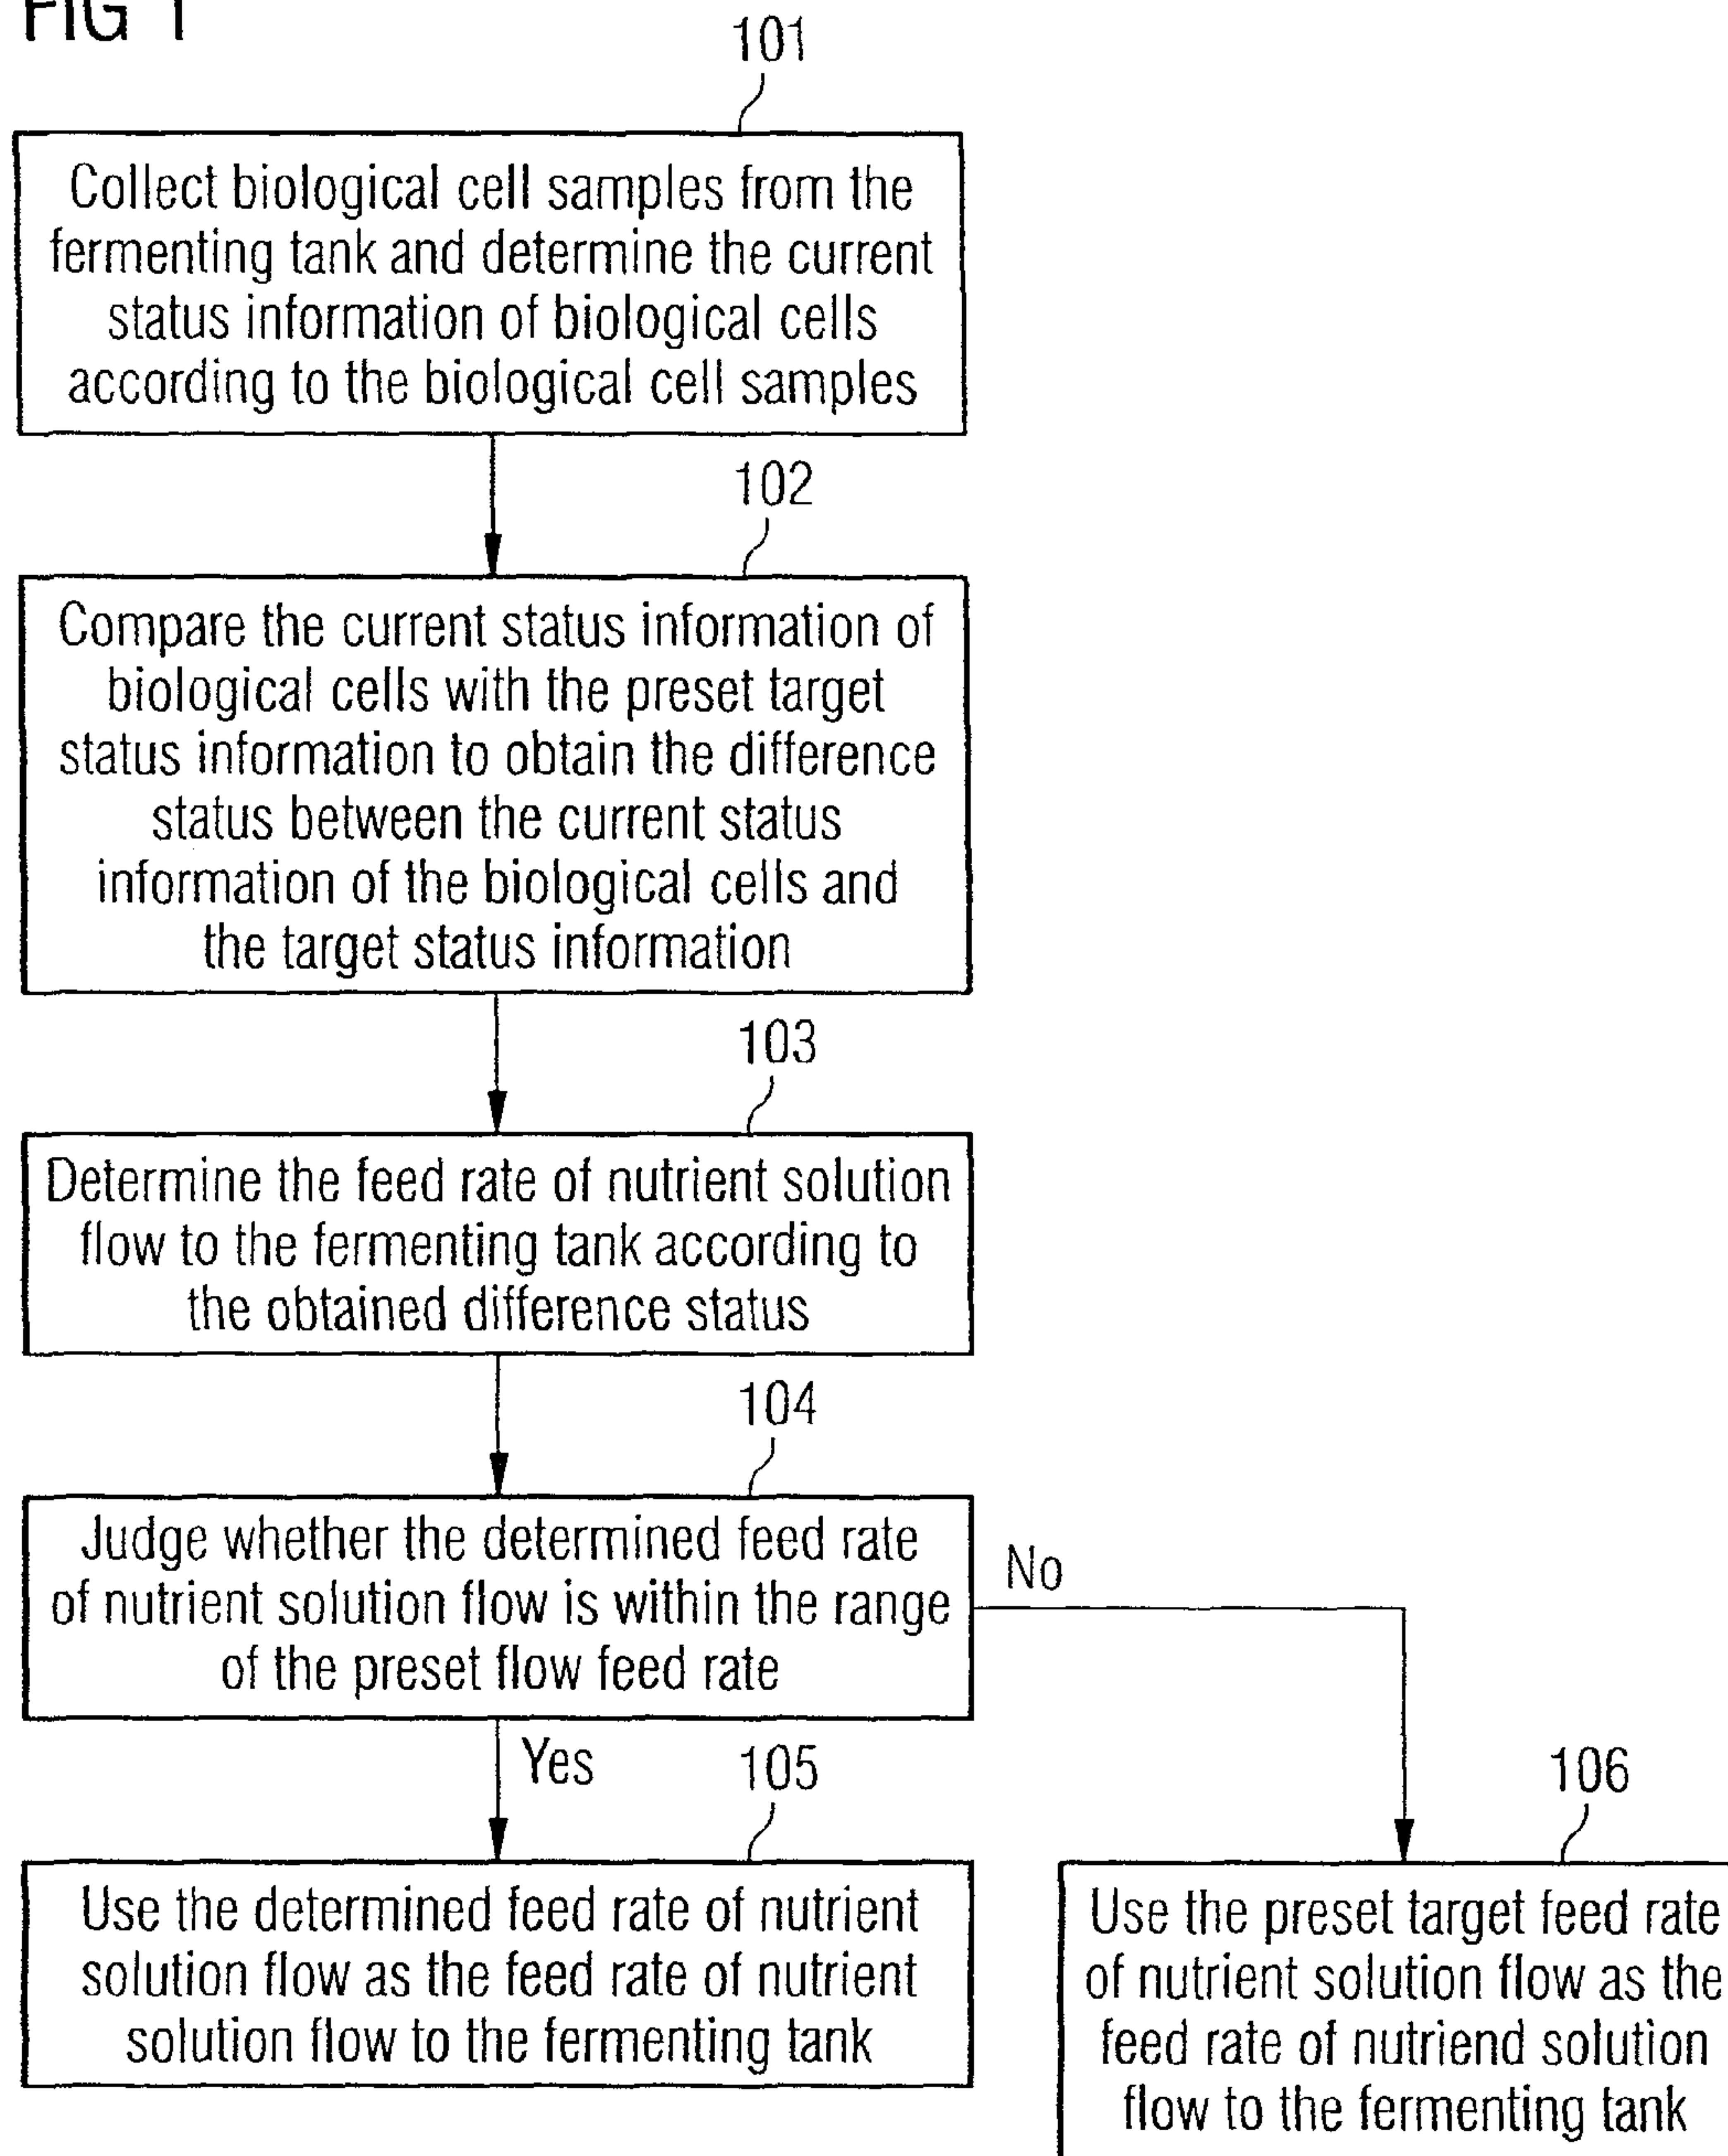 FIG 1
101
Collect biological cell samples from the
fermenting tank and determine the current
status information of biological cells
according to the biological cell samples
102
Compare the current status information of
biological cells with the preset target
status information to obtain the difference
status between the current status
information of the biological cells and
the target status information
103
Determine the feed rate of nutrient solution
flow to the fermenting tank according to
the obtained difference status
104
Judge whether the determined feed rate
of nutrient solution flow is within the range
of the preset flow feed rate
No
Yes
105
Use the determined feed rate of nutrient
solution flow as the feed rate of nutrient
solution flow to the fermenting tank
106
Use the preset target feed rate
of nutrient solution flow as the
feed rate of nutriend solution
flow to the fermenting tank